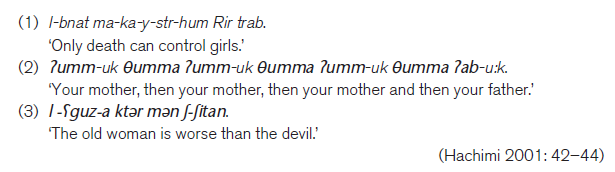 (1) l-bnat ma-ka-y-str-hum Rir trab.
‘Only death can control girls.’
(2) ʔumm-uk θumma ʔumm-uk θumma ʔumm-uk θumma ʔab-u:k.
‘Your mother, then your mother, then your mother and then your father.’
(3) l-ʕguz-a ktər mən ʃ-ʃitan.
‘The old woman is worse than the devil.’
(Hachimi 2001: 42–44)